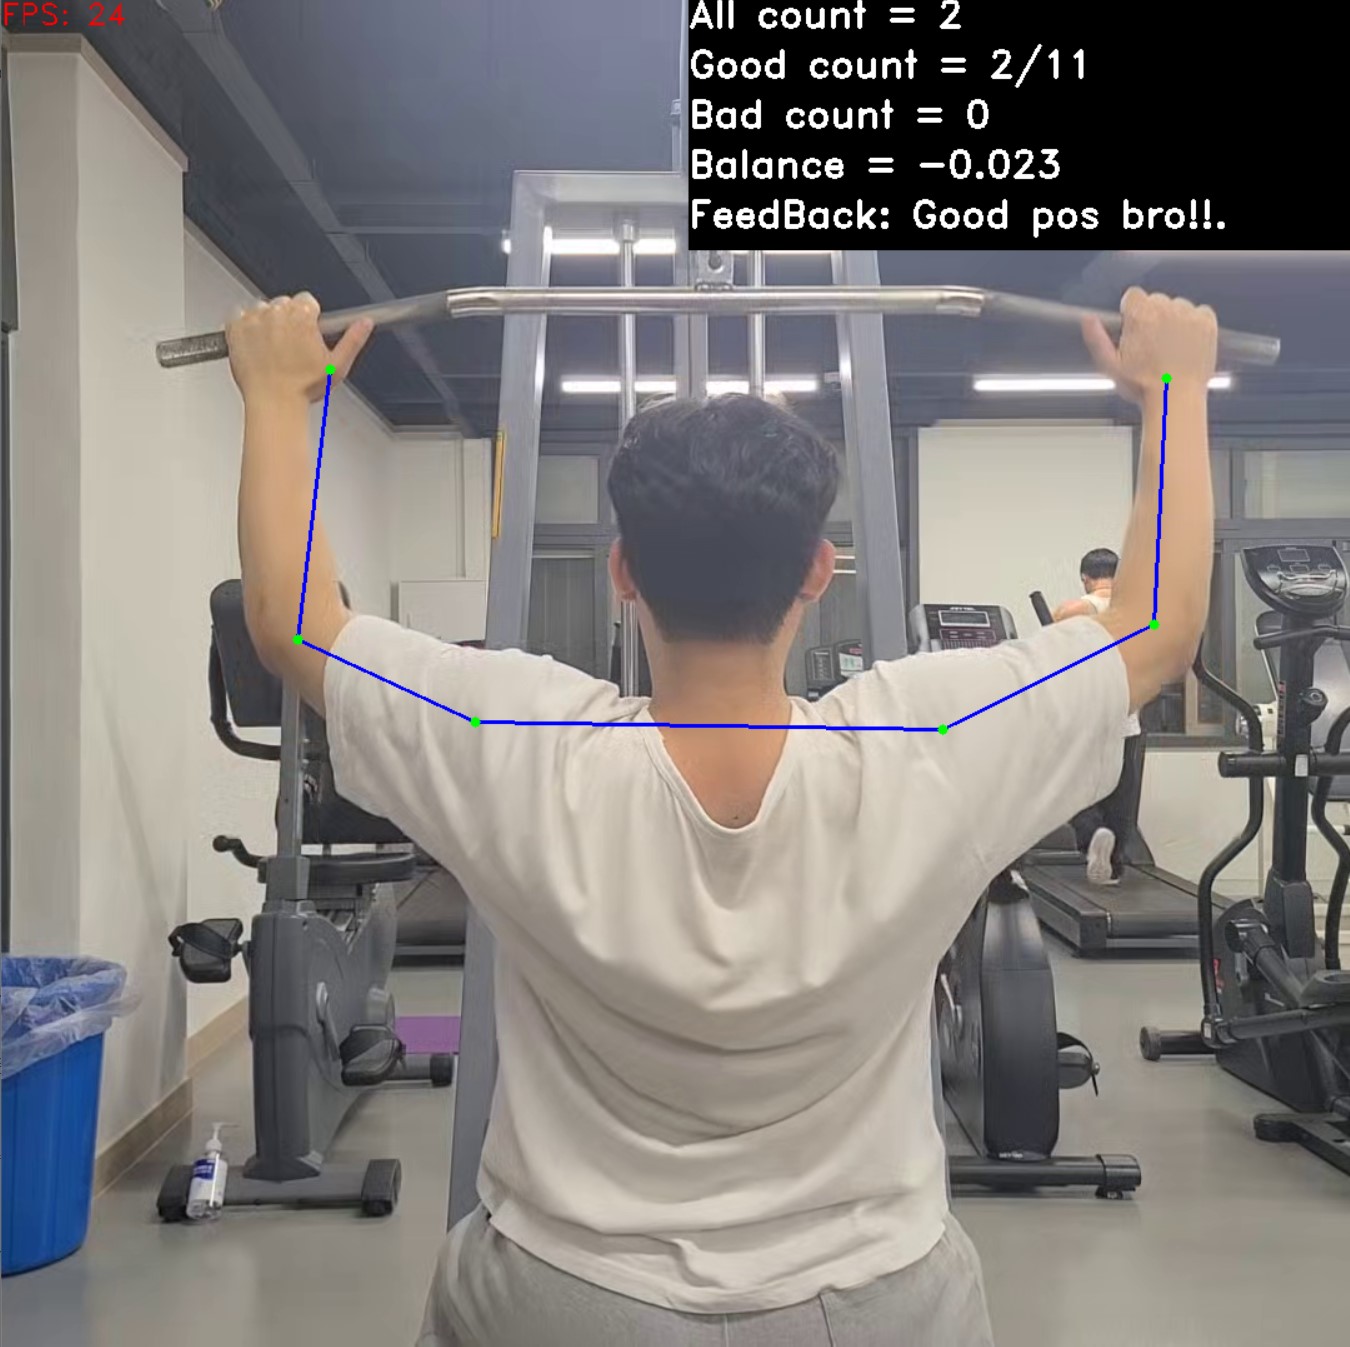 FPS: 24
All count = 2
Good count = 2/11
Bad count = 0
Balance = -0.023
FeedBack: Good pos bro!!.